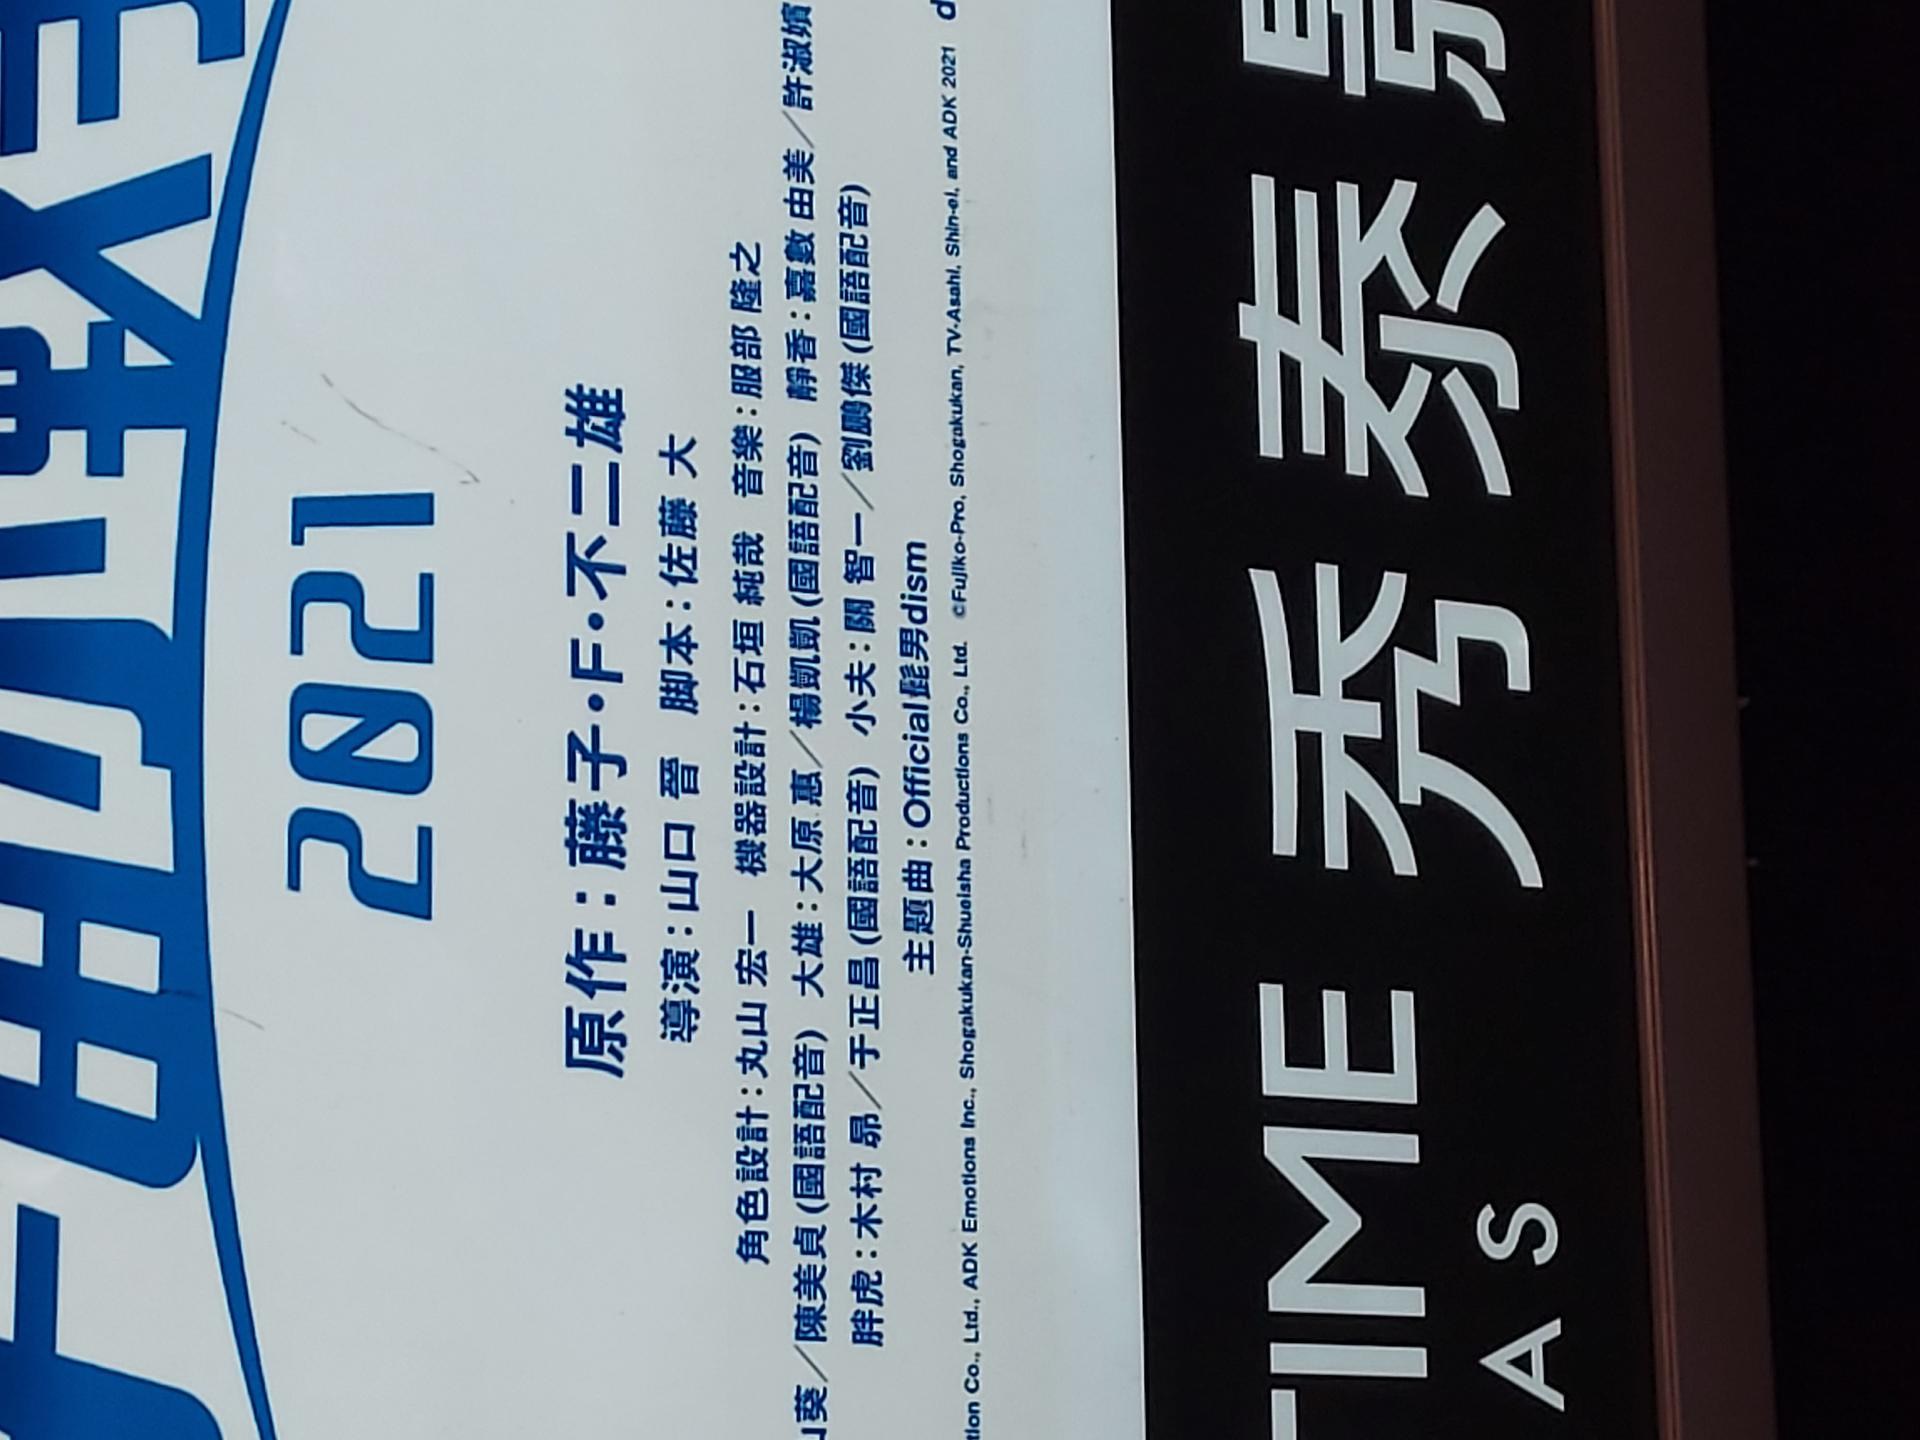 2021
原作：藤子・F・不二雄
導演：山口 晉　脚本：佐藤 大
角色設計：丸山 宏一　機器設計：石垣 純哉　音樂：服部 隆之
葵／陳美貞（國語配音）　大雄：大原 惠／楊凱凱（國語配音）　靜香：嘉數 由美／許淑嬪
胖虎：木村 昴／于正昌（國語配音）　小夫：關 智一／劉鵬傑（國語配音）
主題曲：Official髭男dism
tion Co., Ltd., ADK Emotions Inc., Shogakukan-Shueisha Productions Co., Ltd.　©Fujiko-Pro, Shogakukan, TV-Asahi, Shin-ei, and ADK 2021
TIME 秀泰
AS